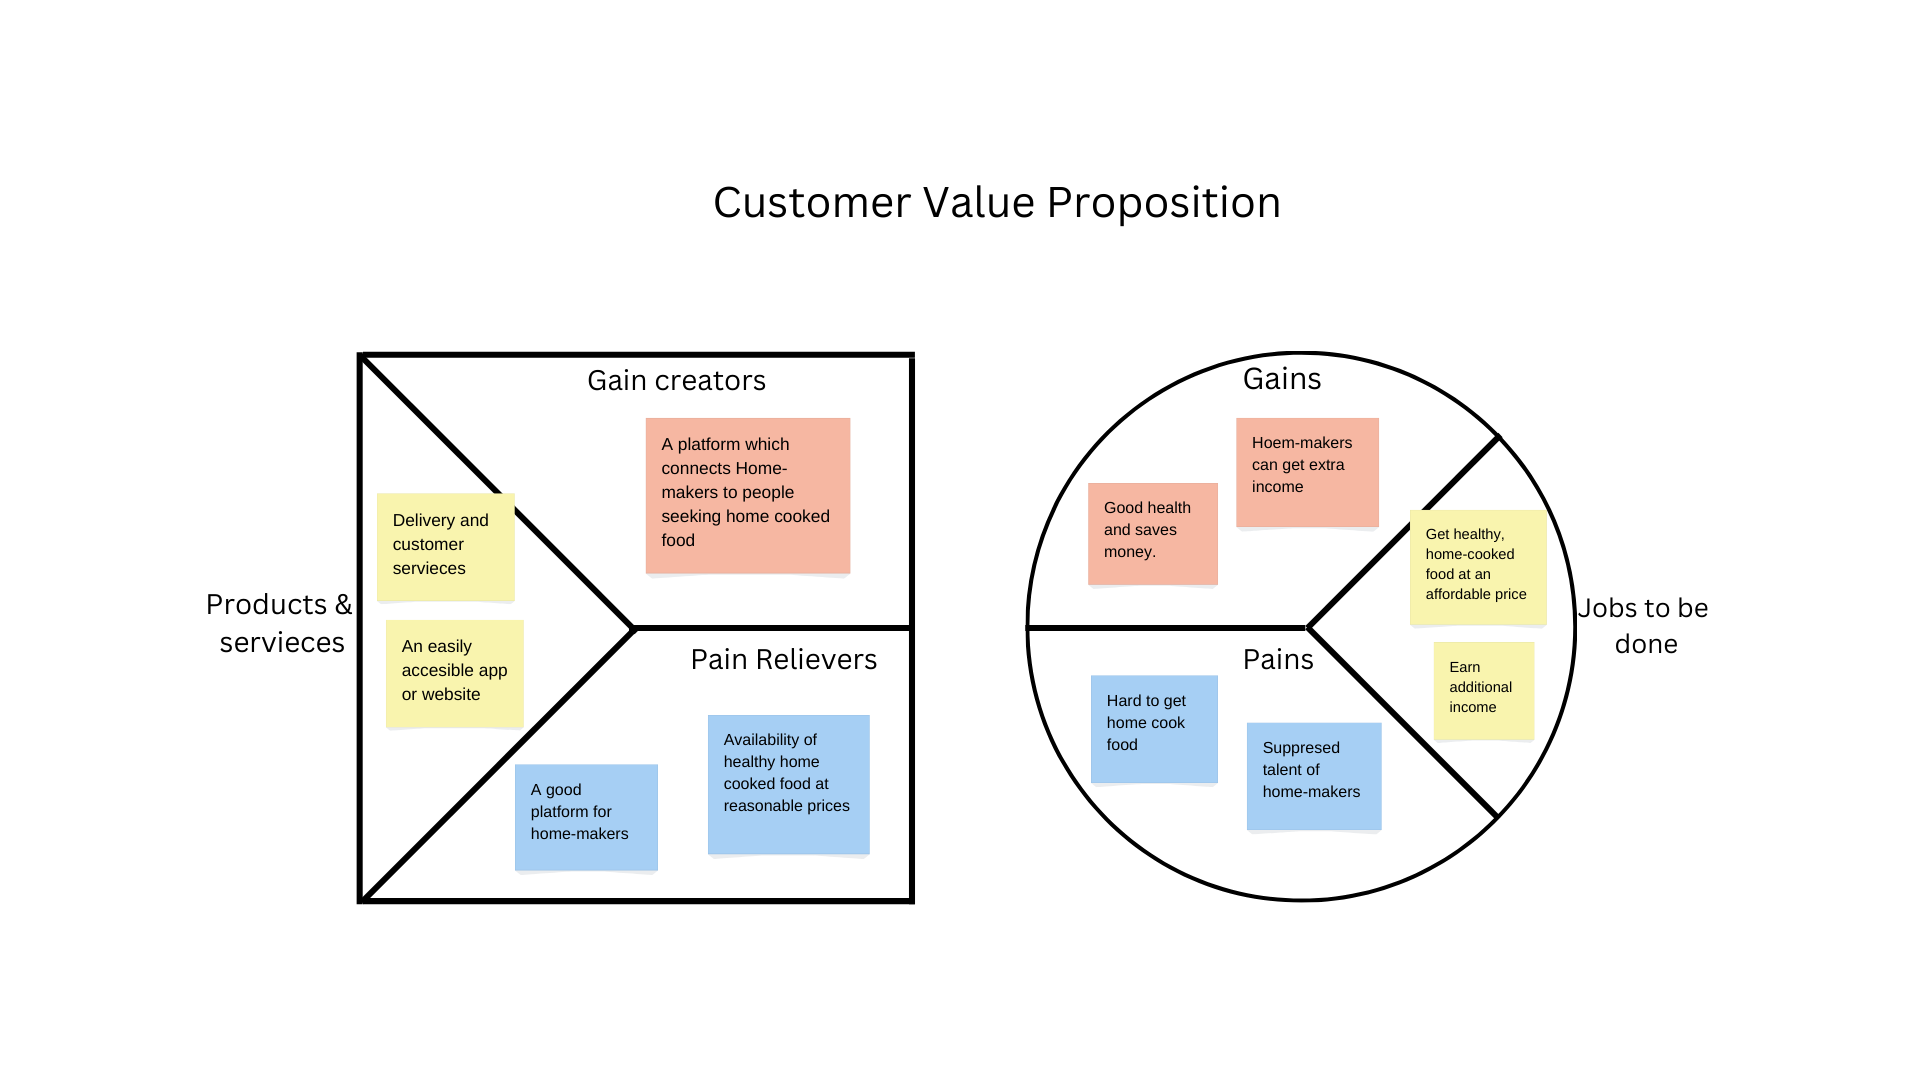 Customer Value Proposition
Gain creators
A platform which
connects Home-
makers to people
seeking home cooked
food
Products &
servieces
Delivery and
customer
servieces
An easily
accesible app
or website
Pain Relievers
A good
platform for
home-makers
Availability of
healthy home
cooked food at
reasonable prices
Gains
Good health
and saves
money.
Hoem-makers
can get extra
income
Get healthy,
home-cooked
food at an
affordable price
Earn
additional
income
Jobs to be
done
Pains
Hard to get
home cook
food
Suppresed
talent of
home-makers